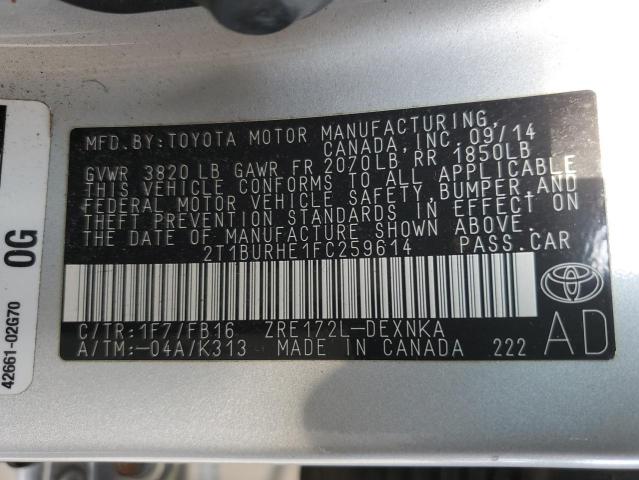 MFD.BY:TOYOTA MOTOR MANUFACTURING,
CANADA, INC. 09/14
GVWR 3820 LB GAWR FR 2070LB RR 1850LB
THIS VEHICLE CONFORMS TO ALL APPLICABLE
FEDERAL MOTOR VEHICLE SAFETY, BUMPER, AND
THEFT PREVENTION STANDARDS IN EFFECT ON
THE DATE OF MANUFACTURE SHOWN ABOVE.
2T1BURHE1FC259614 PASS.CAR
C/TR:1F7/FB16 ZRE172L-DEXNKA
A/TM:-04A/K313 MADE IN CANADA 222
AD
0G
42661-02G70